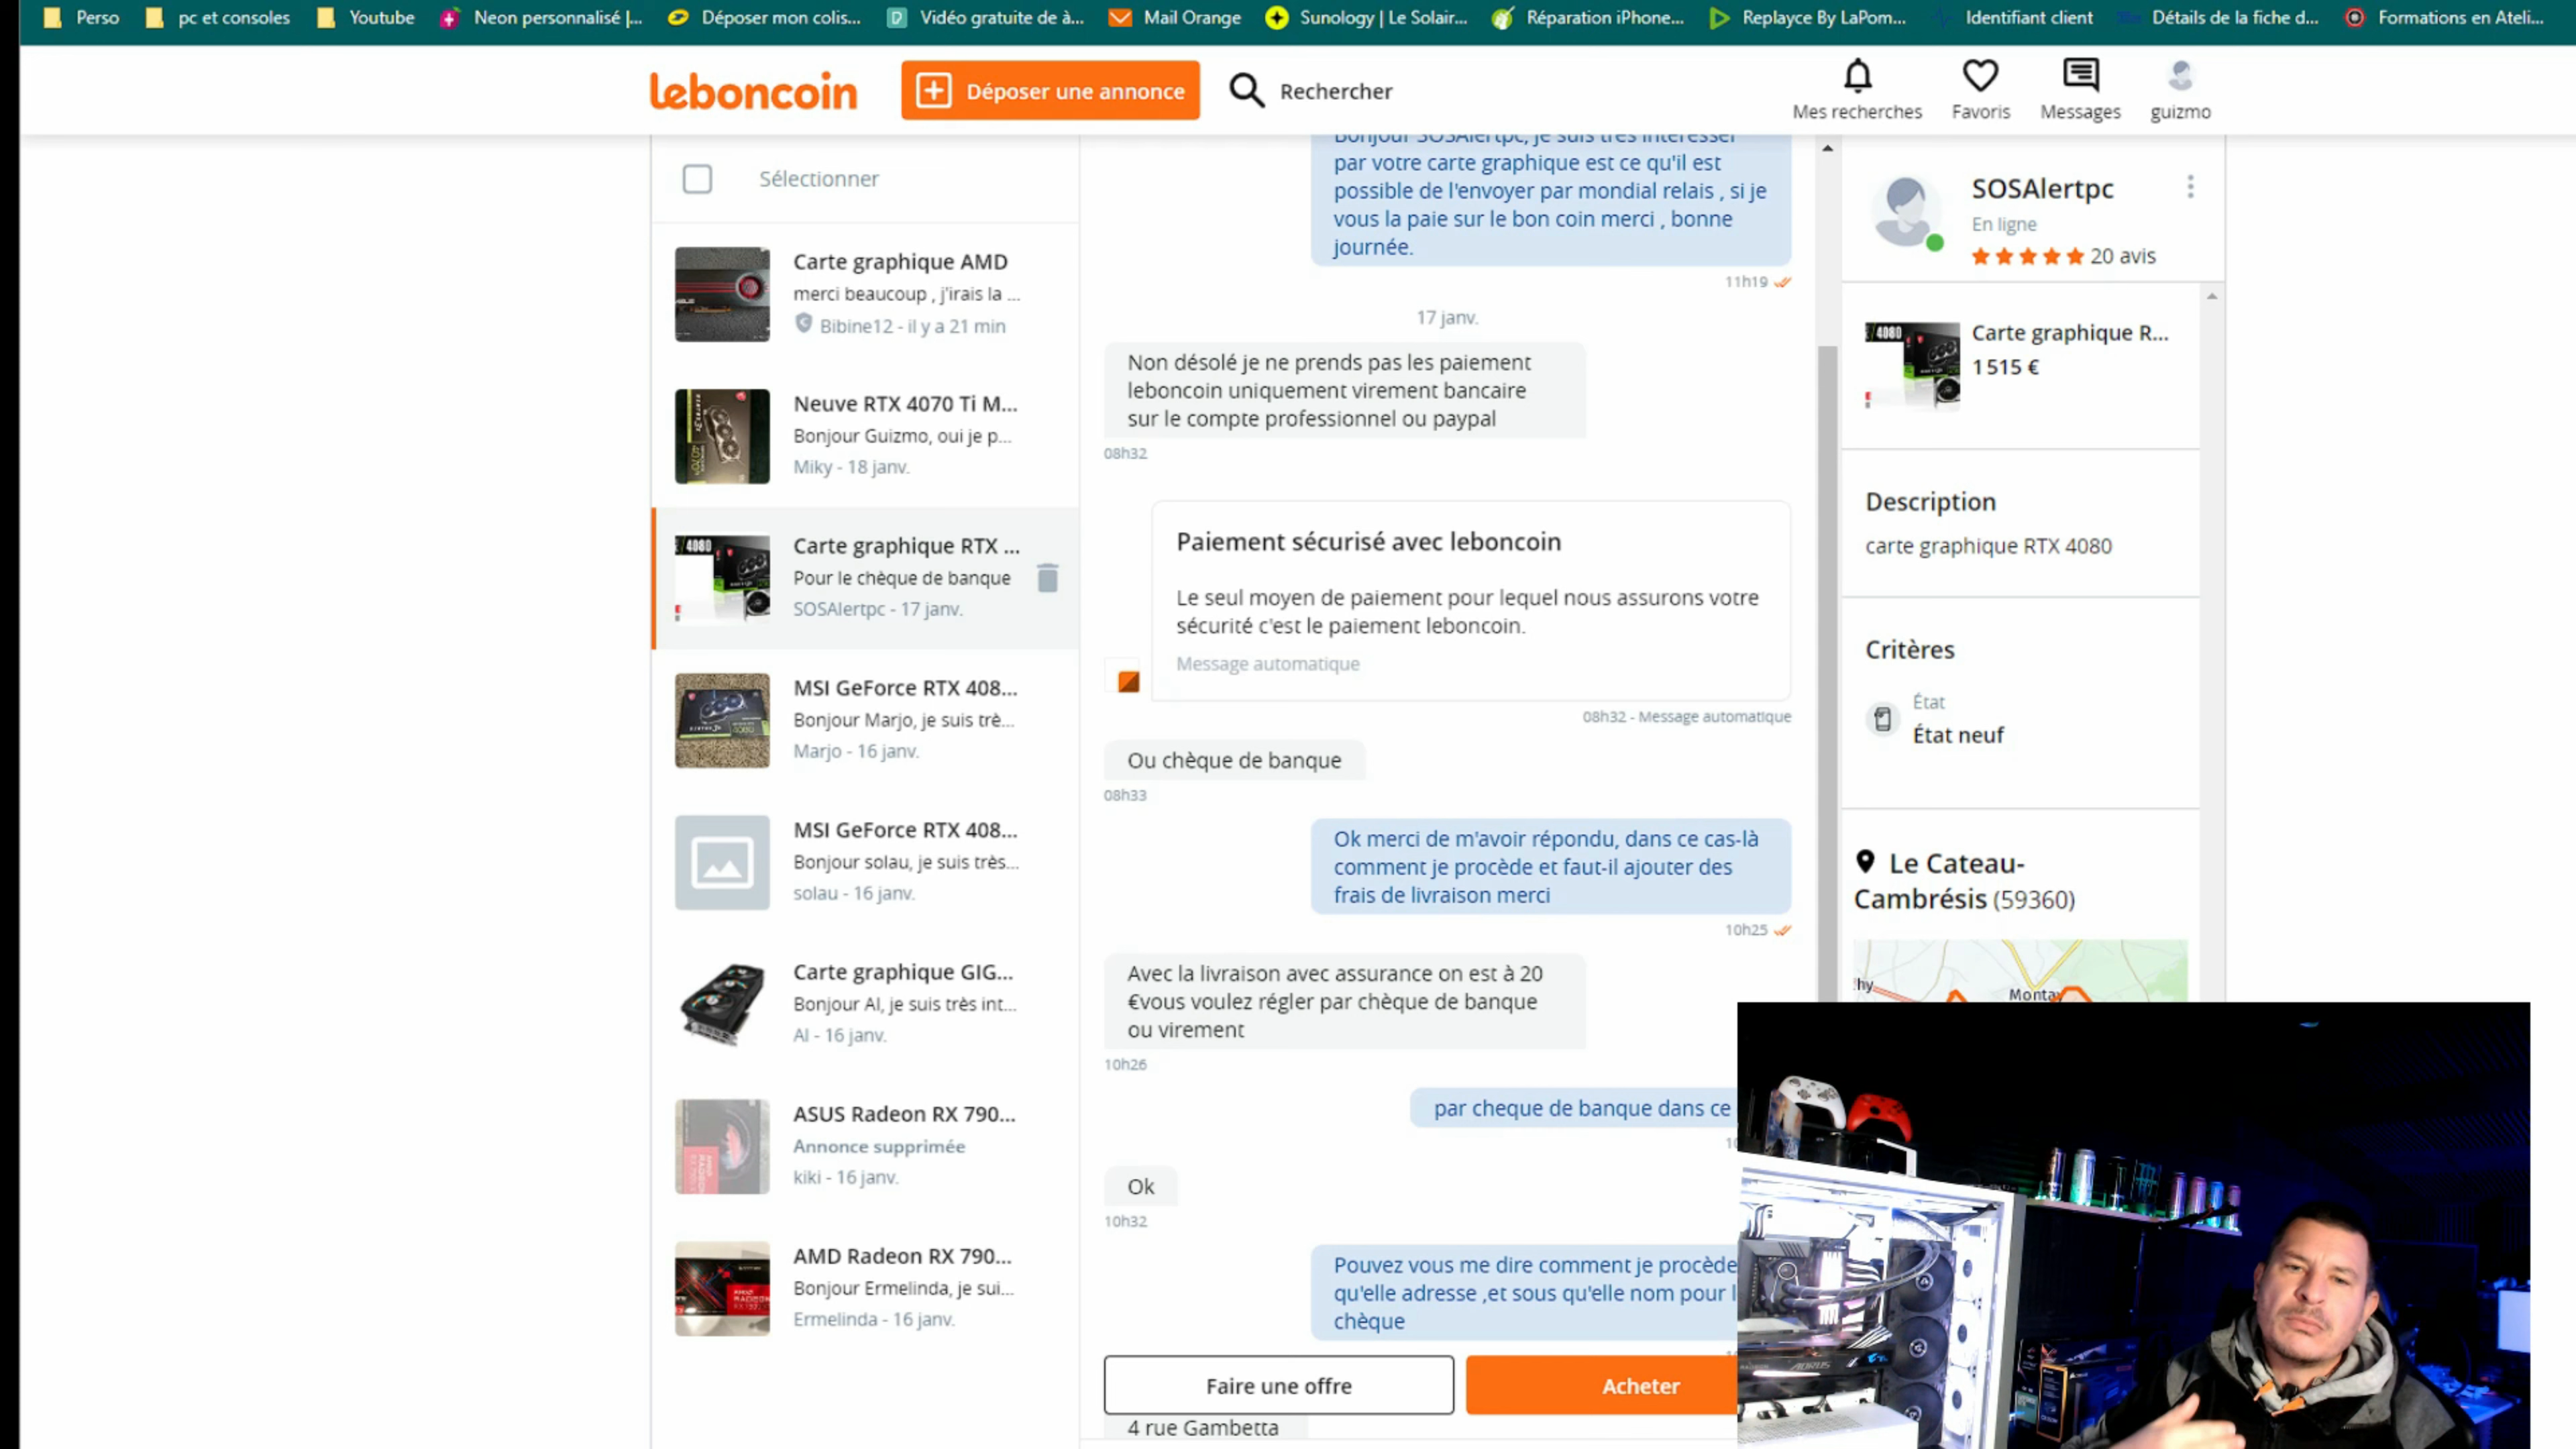 Perso
pc et consoles
Youtube
Neon personnalisé |...
Déposer mon colis...
Vidéo gratuite de à...
Mail Orange
Sunology | Le Solair...
Réparation iPhone...
Replayce By LaPom...
Identifiant client
Détails de la fiche d...
Formations en Ateli...
leboncoin
Déposer une annonce
Rechercher
Mes recherches
Favoris
Messages
guizmo
Sélectionner
Carte graphique AMD
merci beaucoup , j'irais la ...
Bibine12 - il y a 21 min
Neuve RTX 4070 Ti M...
Bonjour Guizmo, oui je p...
Miky - 18 janv.
Carte graphique RTX ...
Pour le chèque de banque
SOSAlertpc - 17 janv.
MSI GeForce RTX 408...
Bonjour Marjo, je suis trè...
Marjo - 16 janv.
MSI GeForce RTX 408...
Bonjour solau, je suis très...
solau - 16 janv.
Carte graphique GIG...
Bonjour Al, je suis très int...
Al - 16 janv.
ASUS Radeon RX 790...
Annonce supprimée
kiki - 16 janv.
AMD Radeon RX 790...
Bonjour Ermelinda, je sui...
Ermelinda - 16 janv.
Bonjour SOSAlertpc, je suis très intéresser
par votre carte graphique est ce qu'il est
possible de l'envoyer par mondial relais , si je
vous la paie sur le bon coin merci , bonne
journée.
11h19
17 janv.
Non désolé je ne prends pas les paiement
leboncoin uniquement virement bancaire
sur le compte professionnel ou paypal
08h32
Paiement sécurisé avec leboncoin
Le seul moyen de paiement pour lequel nous assurons votre
sécurité c'est le paiement leboncoin.
Message automatique
08h32 - Message automatique
Ou chèque de banque
08h33
Ok merci de m'avoir répondu, dans ce cas-là
comment je procède et faut-il ajouter des
frais de livraison merci
10h25
Avec la livraison avec assurance on est à 20
€vous voulez régler par chèque de banque
ou virement
10h26
par cheque de banque dans ce
Ok
10h32
Pouvez vous me dire comment je procède
qu'elle adresse ,et sous qu'elle nom pour l
chèque
Faire une offre
Acheter
4 rue Gambetta
SOSAlertpc
En ligne
20 avis
4080
Carte graphique R...
1 515 €
Description
carte graphique RTX 4080
Critères
État
État neuf
Le Cateau-
Cambrésis (59360)
hy
Montay
AORUS